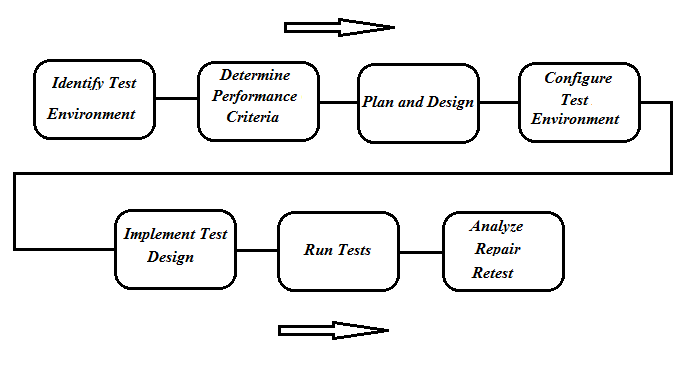 Identify Test
Environment
Determine
Performance
Criteria
Plan and Design
Configure
Test
Environment
Implement Test
Design
Run Tests
Analyze
Repair
Retest